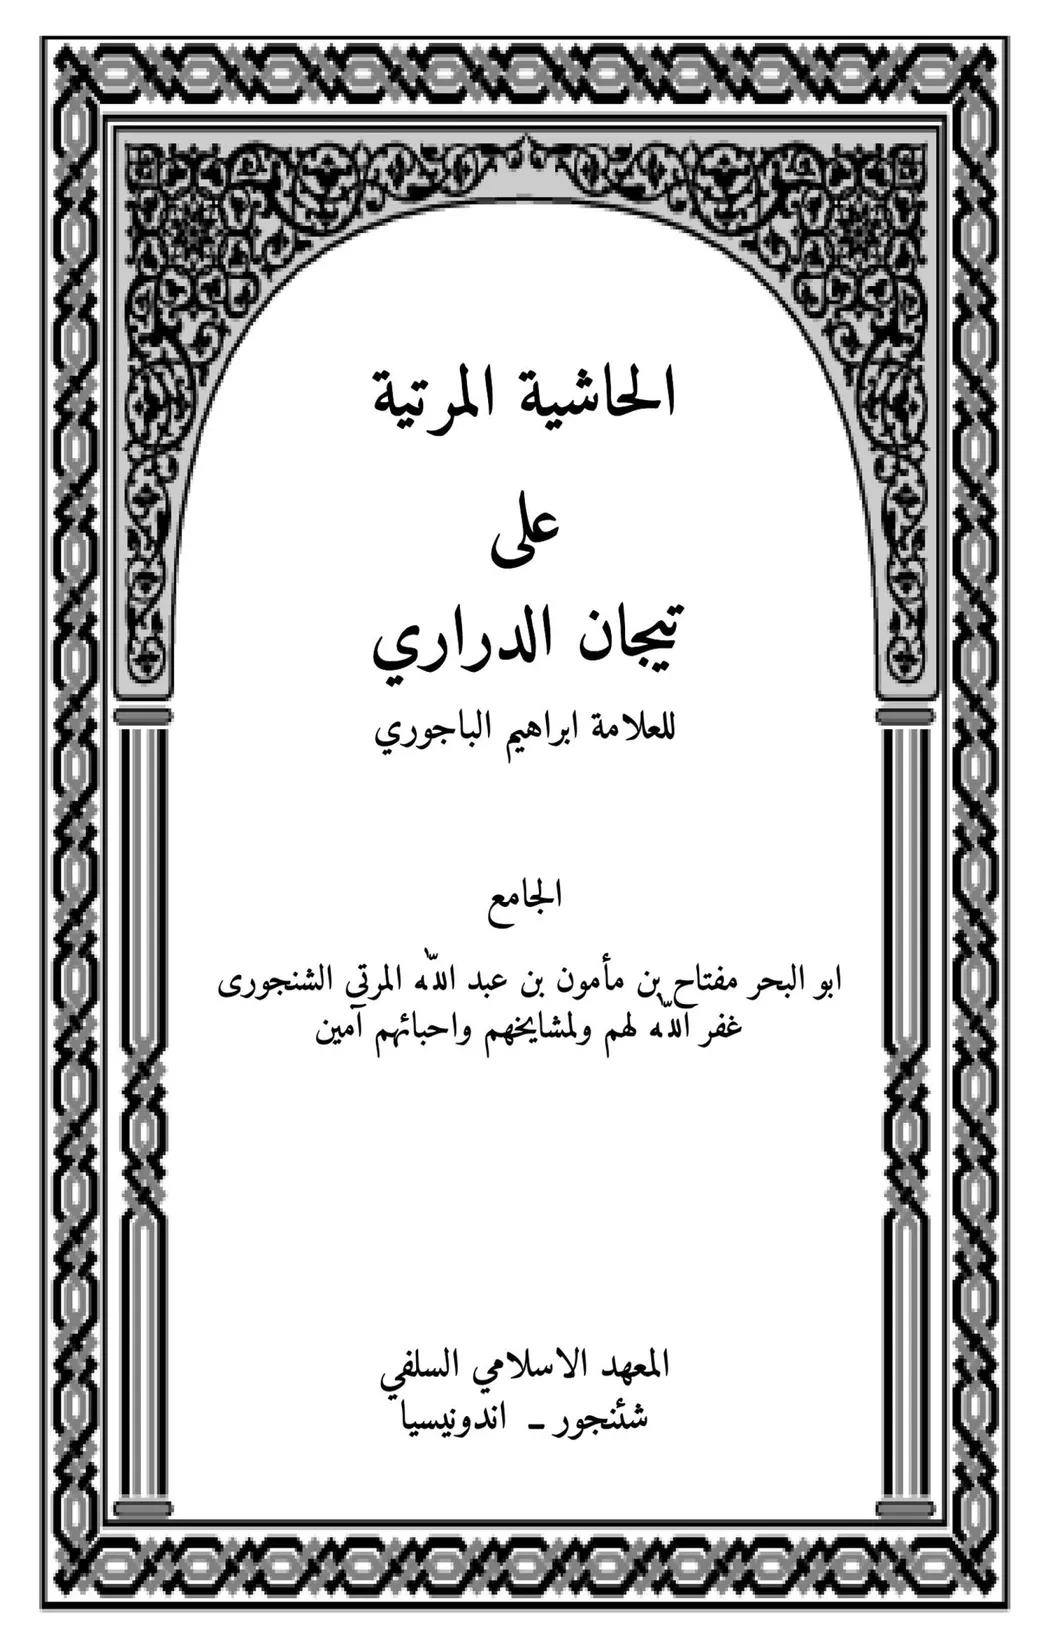 الحاشية المرتية
على
تيجان الدراري
للعلامة ابراهيم الباجوري
الجامع
ابو البحر مفتاح بن مأمون بن عبد الله المرتى الشنجورى
غفر الله لهم ولمشايخهم واحبائهم آمين
المعهد الاسلامي السلفي
شئنجور - اندونيسيا